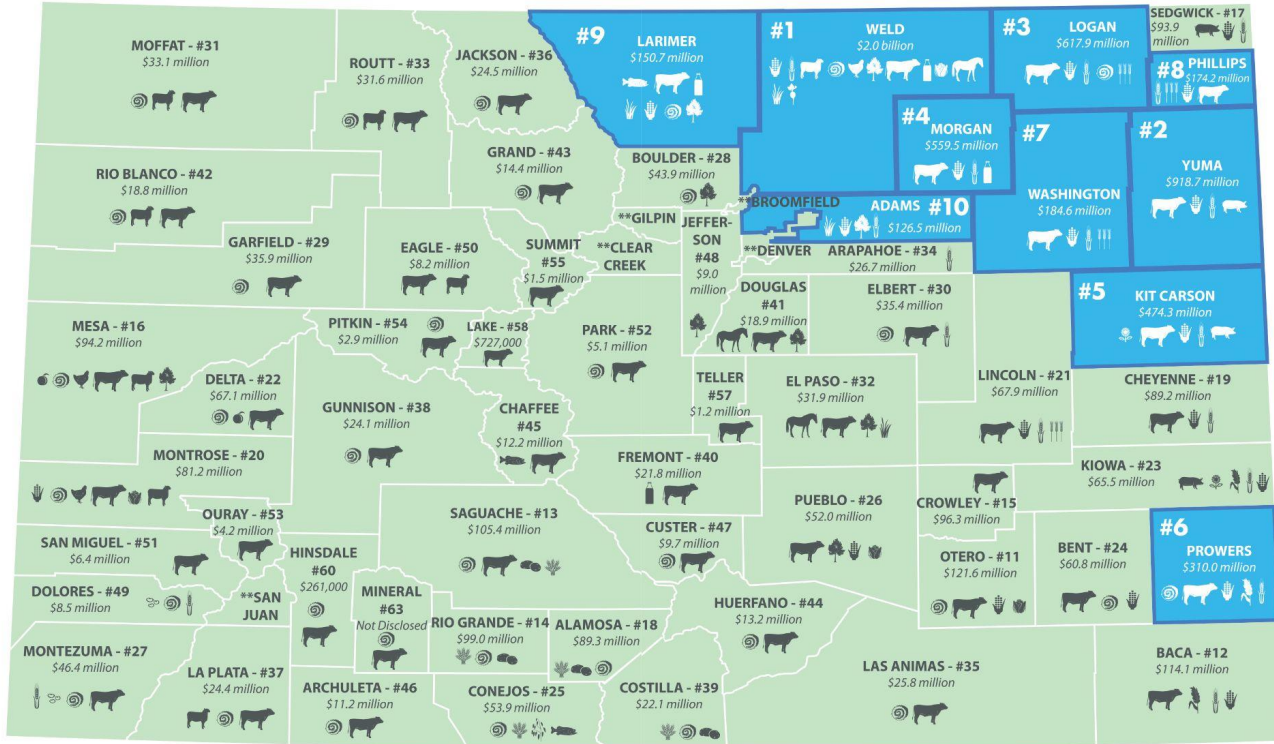 MOFFAT - #31
$33.1 million
ROUTT - #33
$31.6 million
JACKSON - #36
$24.5 million
#9
LARIMER
$150.7 million
#1
WELD
$2.0 billion
#3
LOGAN
$617.9 million
SEDGWICK - #17
$93.9
million
#8 PHILLIPS
$174.2 million
#4
MORGAN
$559.5 million
#7
WASHINGTON
$184.6 million
#2
YUMA
$918.7 million
RIO BLANCO - #42
$18.8 million
GRAND - #43
$14.4 million
BOULDER - #28
$43.9 million
**BROOMFIELD
ADAMS #10
$126.5 million
**GILPIN
JEFFER-
SON
#48
$9.0
million
GARFIELD - #29
$35.9 million
EAGLE - #50
$8.2 million
SUMMIT
#55
$1.5 million
**CLEAR
CREEK
**DENVER
ARAPAHOE - #34
$26.7 million
DOUGLAS
#41
$18.9 million
ELBERT - #30
$35.4 million
#5
KIT CARSON
$474.3 million
MESA - #16
$94.2 million
PITKIN - #54
$2.9 million
LAKE - #58
$727,000
PARK - #52
$5.1 million
DELTA - #22
$67.1 million
GUNNISON - #38
$24.1 million
CHAFFEE
#45
$12.2 million
TELLER
#57
$1.2 million
EL PASO - #32
$31.9 million
LINCOLN - #21
$67.9 million
CHEYENNE - #19
$89.2 million
MONTROSE - #20
$81.2 million
FREMONT - #40
$21.8 million
KIOWA - #23
$65.5 million
OURAY - #53
$4.2 million
SAGUACHE - #13
$105.4 million
PUEBLO - #26
$52.0 million
CROWLEY - #15
$96.3 million
SAN MIGUEL - #51
$6.4 million
HINSDALE
#60
$261,000
CUSTER - #47
$9.7 million
OTERO - #11
$121.6 million
BENT - #24
$60.8 million
#6
PROWERS
$310.0 million
DOLORES - #49
$8.5 million
**SAN
JUAN
MINERAL
#63
Not Disclosed
RIO GRANDE - #14
$99.0 million
ALAMOSA - #18
$89.3 million
HUERFANO - #44
$13.2 million
MONTEZUMA - #27
$46.4 million
LA PLATA - #37
$24.4 million
ARCHULETA - #46
$11.2 million
CONEJOS - #25
$53.9 million
COSTILLA - #39
$22.1 million
LAS ANIMAS - #35
$25.8 million
BACA - #12
$114.1 million